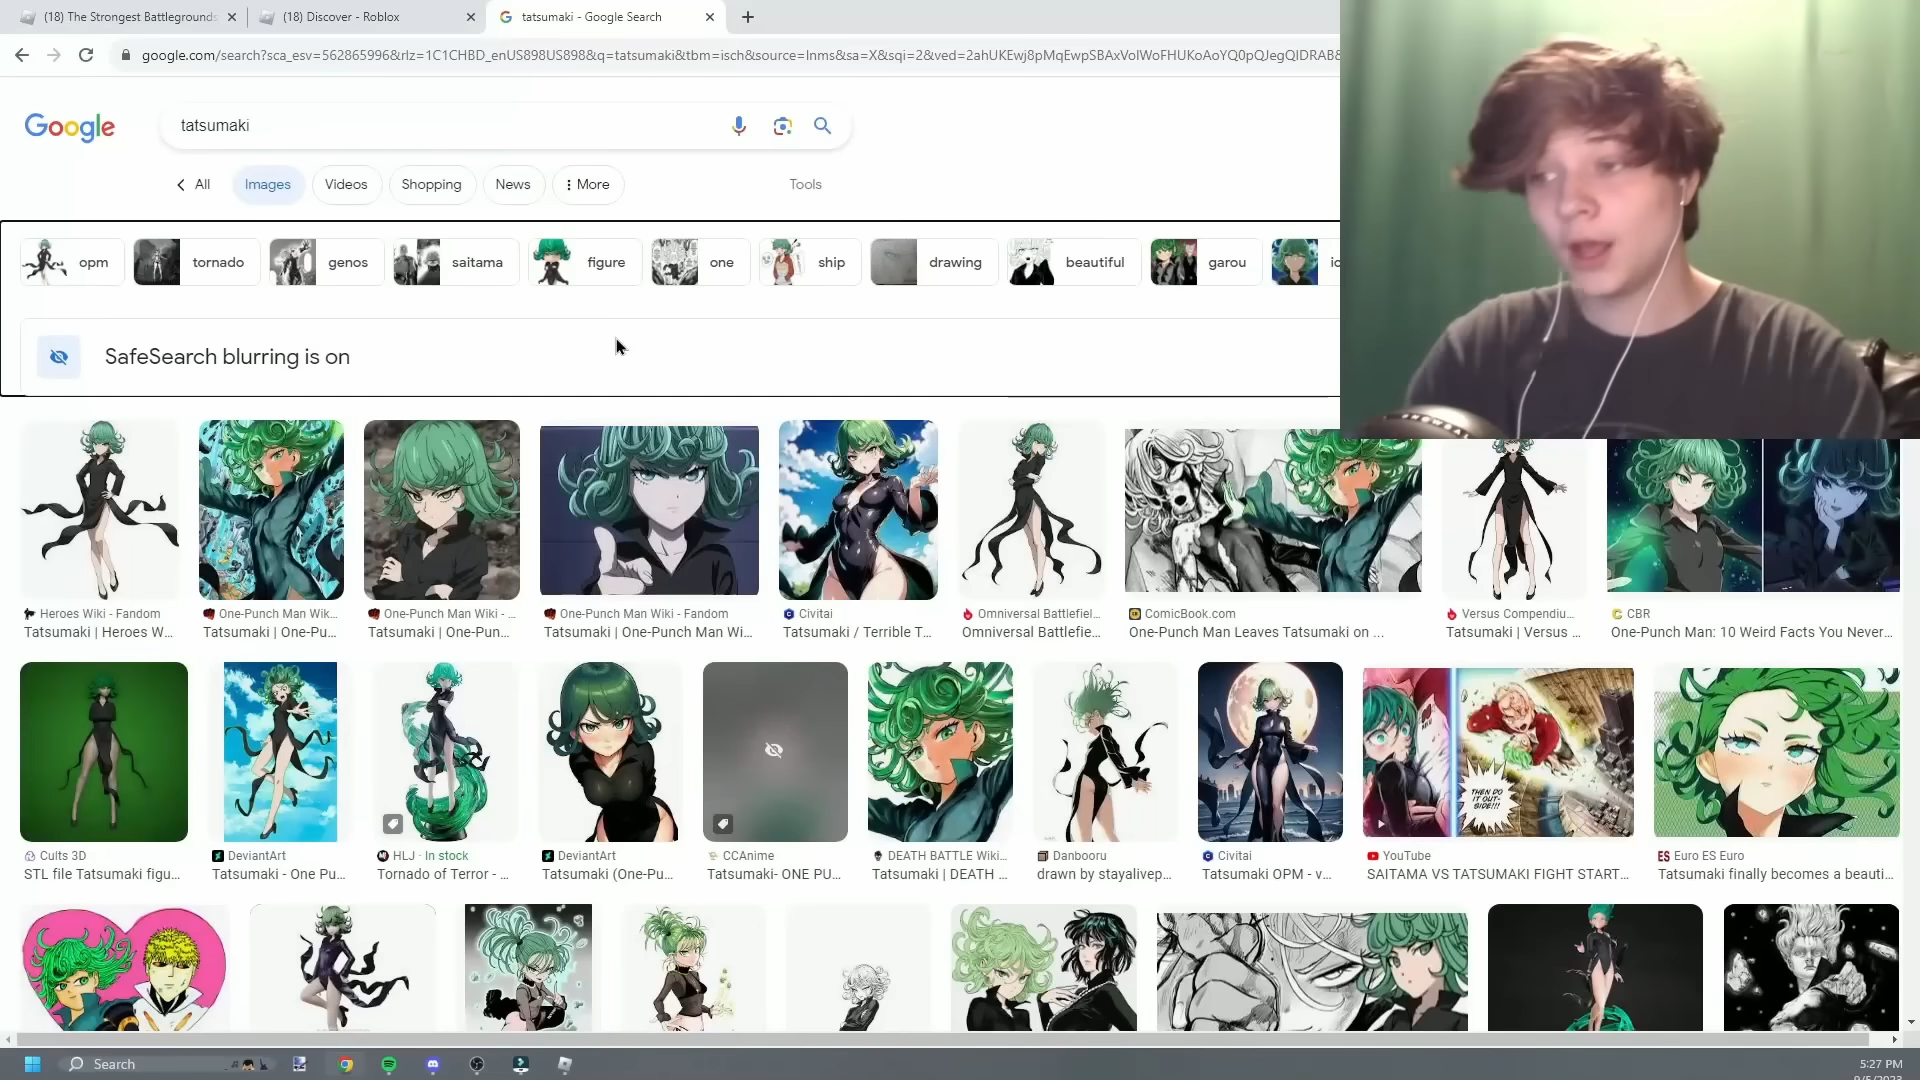 (18) The Strongest Battlegrounds
(18) Discover - Roblox
tatsumaki - Google Search
google.com/search?sca_esv=562865996&rlz=1C1CHBD_enUS898US898&q=tatsumaki&tbm=isch&source=lnms&sa=X&sqi=2&ved=2ahUKEwj8pMqEwpSBAxVolWoFHUKoAoYQ0pQJegQIDRAB&
Google
tatsumaki
All
Images
Videos
Shopping
News
More
Tools
opm
tornado
genos
saitama
figure
one
ship
drawing
beautiful
garou
SafeSearch blurring is on
Heroes Wiki - Fandom
One-Punch Man Wik...
One-Punch Man Wiki - ...
One-Punch Man Wiki - Fandom
Civitai
Omniversal Battlefiel...
ComicBook.com
Versus Compendiu...
CBR
Tatsumaki | Heroes W...
Tatsumaki | One-Pu...
Tatsumaki | One-Pun...
Tatsumaki | One-Punch Man Wi...
Tatsumaki / Terrible T...
Omniversal Battlefie...
One-Punch Man Leaves Tatsumaki on ...
Tatsumaki | Versus ...
One-Punch Man: 10 Weird Facts You Never...
THEN DO
IT OUT-
SIDE!!!
Cults 3D
DeviantArt
HLJ · In stock
DeviantArt
CCAnime
DEATH BATTLE Wiki...
Danbooru
Civitai
YouTube
ES Euro ES Euro
STL file Tatsumaki figu...
Tatsumaki - One Pu...
Tornado of Terror - ...
Tatsumaki (One-Pu...
Tatsumaki- ONE PU...
Tatsumaki | DEATH ...
drawn by stayalivep...
Tatsumaki OPM - v...
SAITAMA VS TATSUMAKI FIGHT START...
Tatsumaki finally becomes a beauti...
Search
5:27 PM